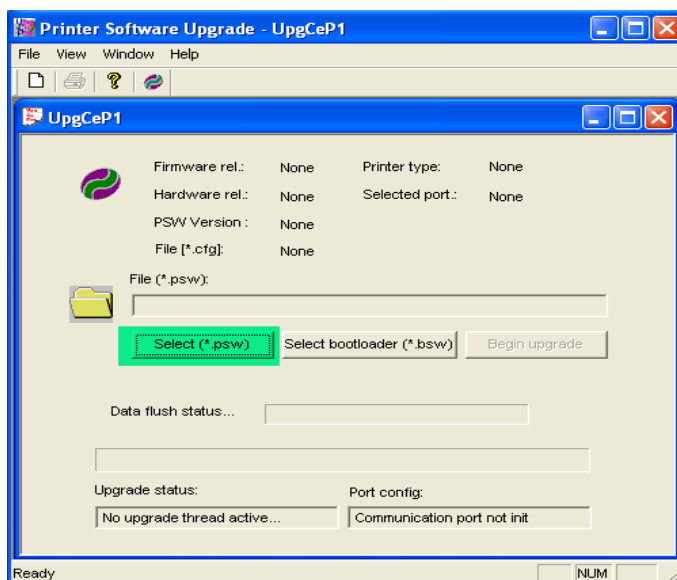 Printer Software Upgrade - UpgCeP1
File View Window Help
UpgCeP1
Firmware rel.: None Printer type: None
Hardware rel.: None Selected port.: None
PSW Version : None
File [*.cfg]: None
File (*.psw):
Select (*.psw) Select bootloader (*.bsw) Begin upgrade
Data flush status...
Upgrade status: Port config:
No upgrade thread active... Communication port not init
Ready NUM